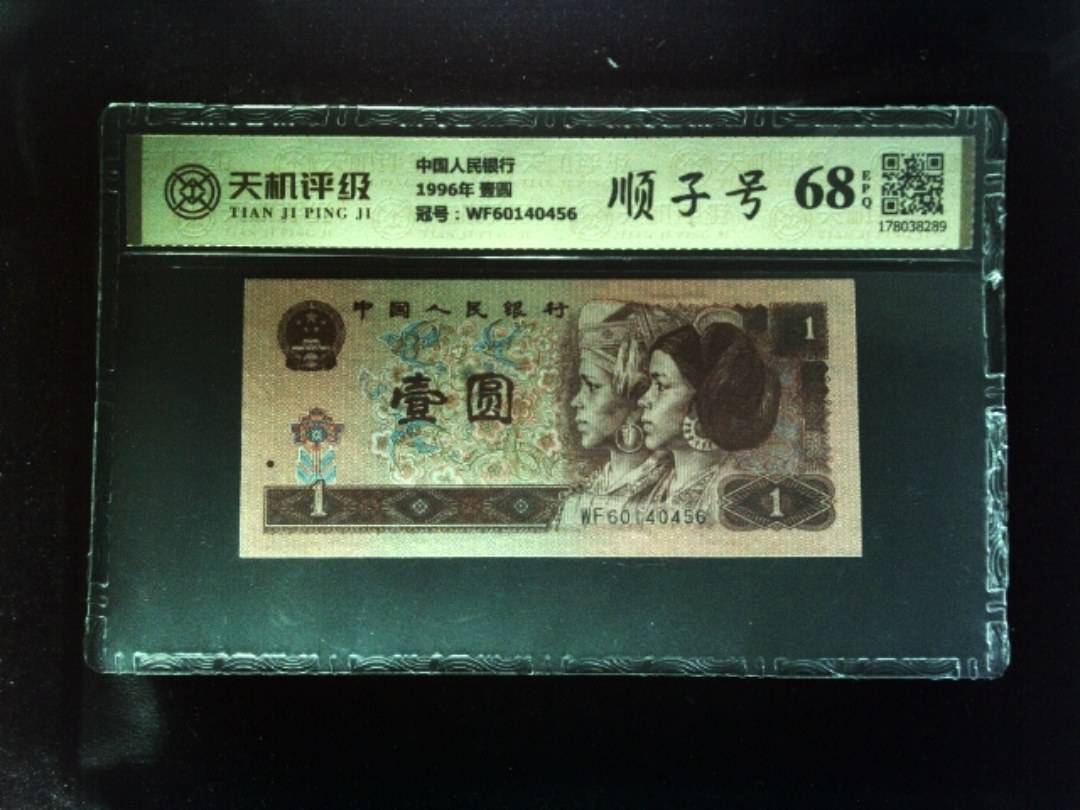 天机评级
TIAN JI PING JI
中国人民银行
1996年 壹圆
冠号：WF60140456
顺子号
68
EPQ
178038289
中国人民银行
1
壹圆
1
WF60140456
1